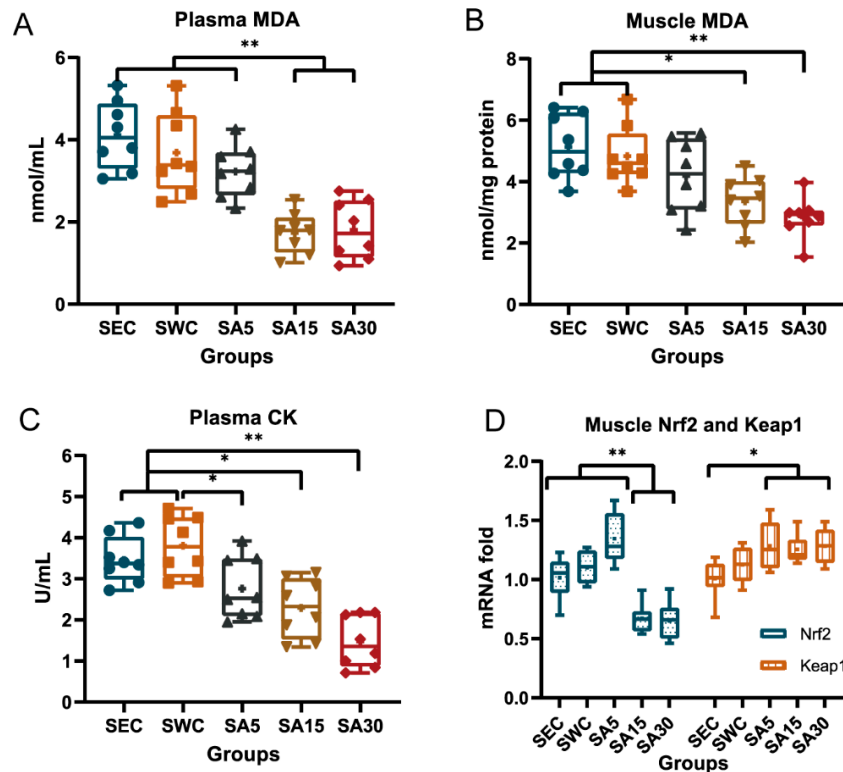 A
Plasma MDA
**
nmol/mL
6
4
2
0
SEC SWC SA5 SA15 SA30
Groups
B
Muscle MDA
**
*
nmol/mg protein
8
6
4
2
0
SEC SWC SA5 SA15 SA30
Groups
C
Plasma CK
**
*
*
U/mL
6
5
4
3
2
1
0
SEC SWC SA5 SA15 SA30
Groups
D
Muscle Nrf2 and Keap1
** *
mRNA fold
2.0
1.5
1.0
0.5
0.0
Nrf2
Keap1
SEC SWC SA5 SA15 SA30 SEC SWC SA5 SA15 SA30
Groups